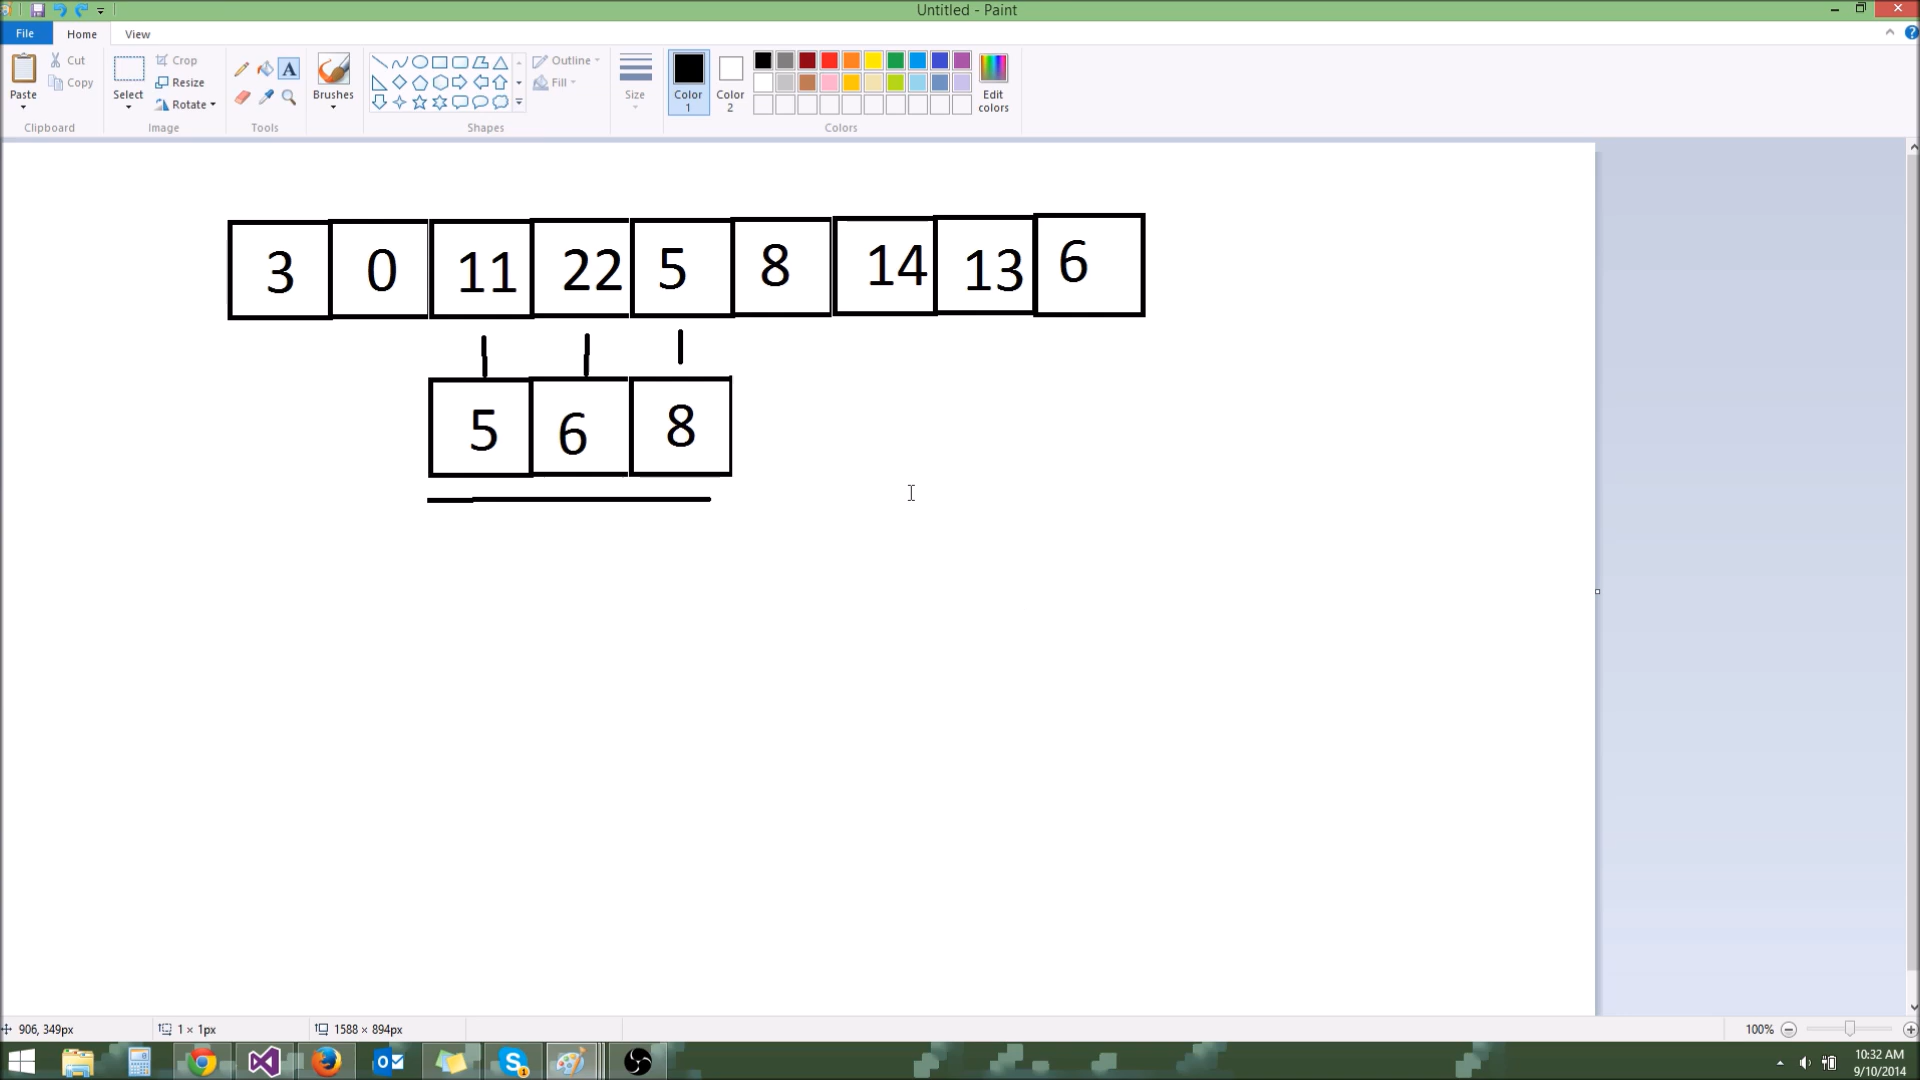 Untitled - Paint
File Home View
Paste
Cut
Copy
Clipboard
Select
Crop
Resize
Rotate
Image
A
Tools
Brushes
Shapes
Outline
Fill
Size
Color 1
Color 2
Edit colors
Colors
3 0 11 22 5 8 14 13 6
5 6 8
906, 349px
1 × 1px
1588 × 894px
100%
10:32 AM
9/10/2014